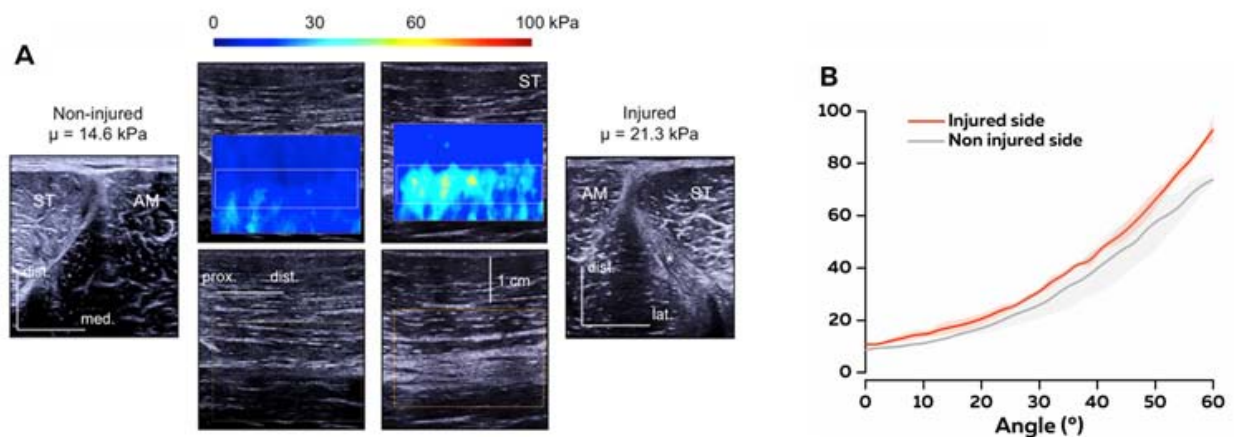 0 30 60 100 kPa
A
Non-injured
µ = 14.6 kPa
ST
Injured
µ = 21.3 kPa
ST AM
dist.
med.
prox. dist.
1 cm
AM ST
dist.
lat.
B
100
80
60
40
20
0
Injured side
Non injured side
0 10 20 30 40 50 60
Angle (º)